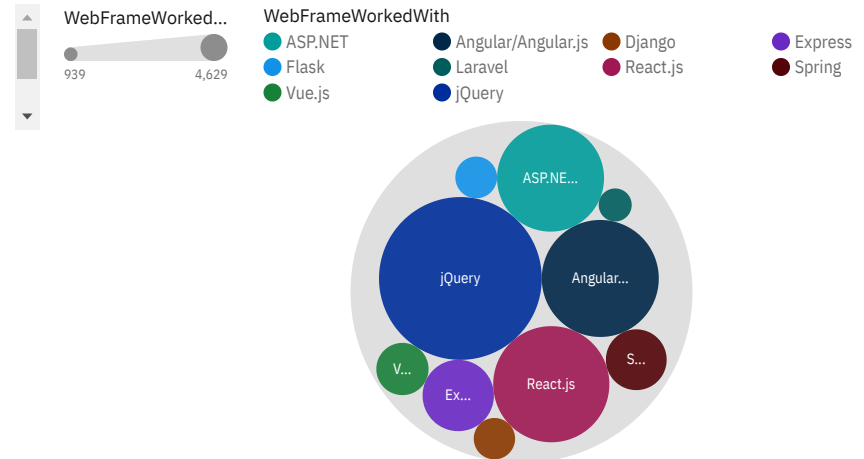 WebFrameWorked...
939 4,629
WebFrameWorkedWith
ASP.NET Angular/Angular.js Django Express
Flask Laravel React.js Spring
Vue.js jQuery
ASP.NE...
jQuery Angular...
V... S...
Ex... React.js